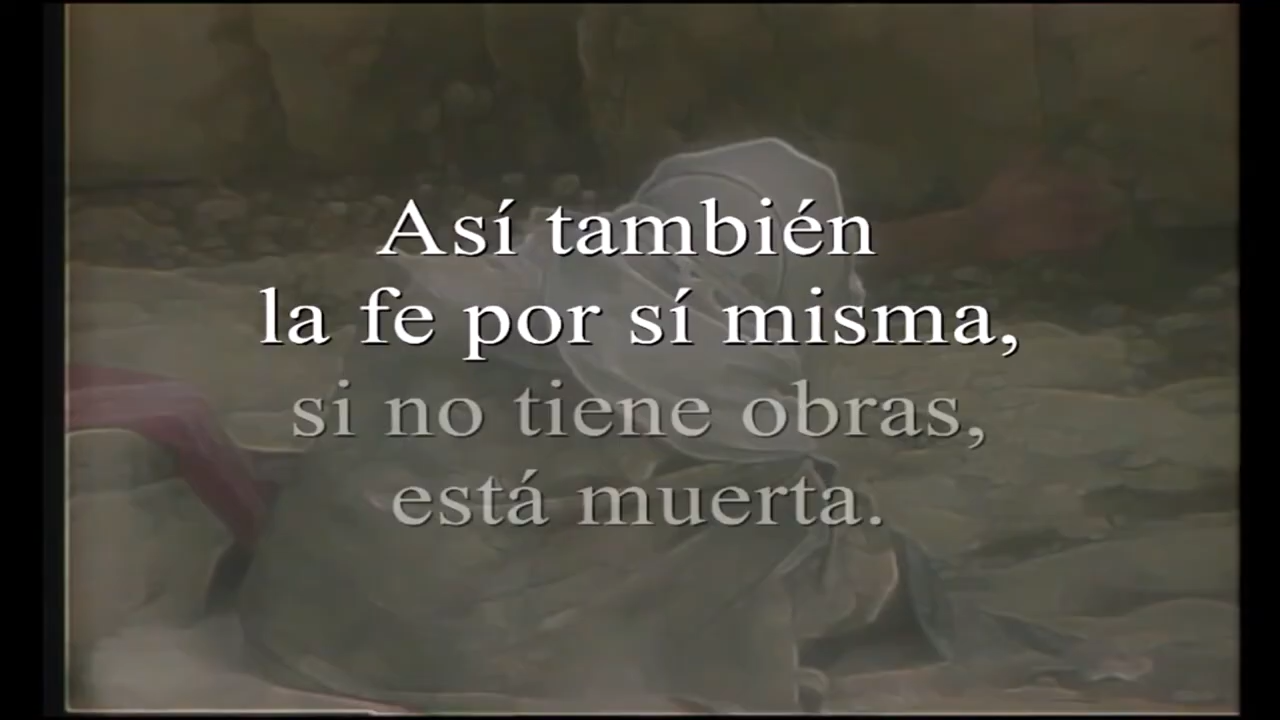 Así también
la fe por sí misma,
si no tiene obras,
está muerta.